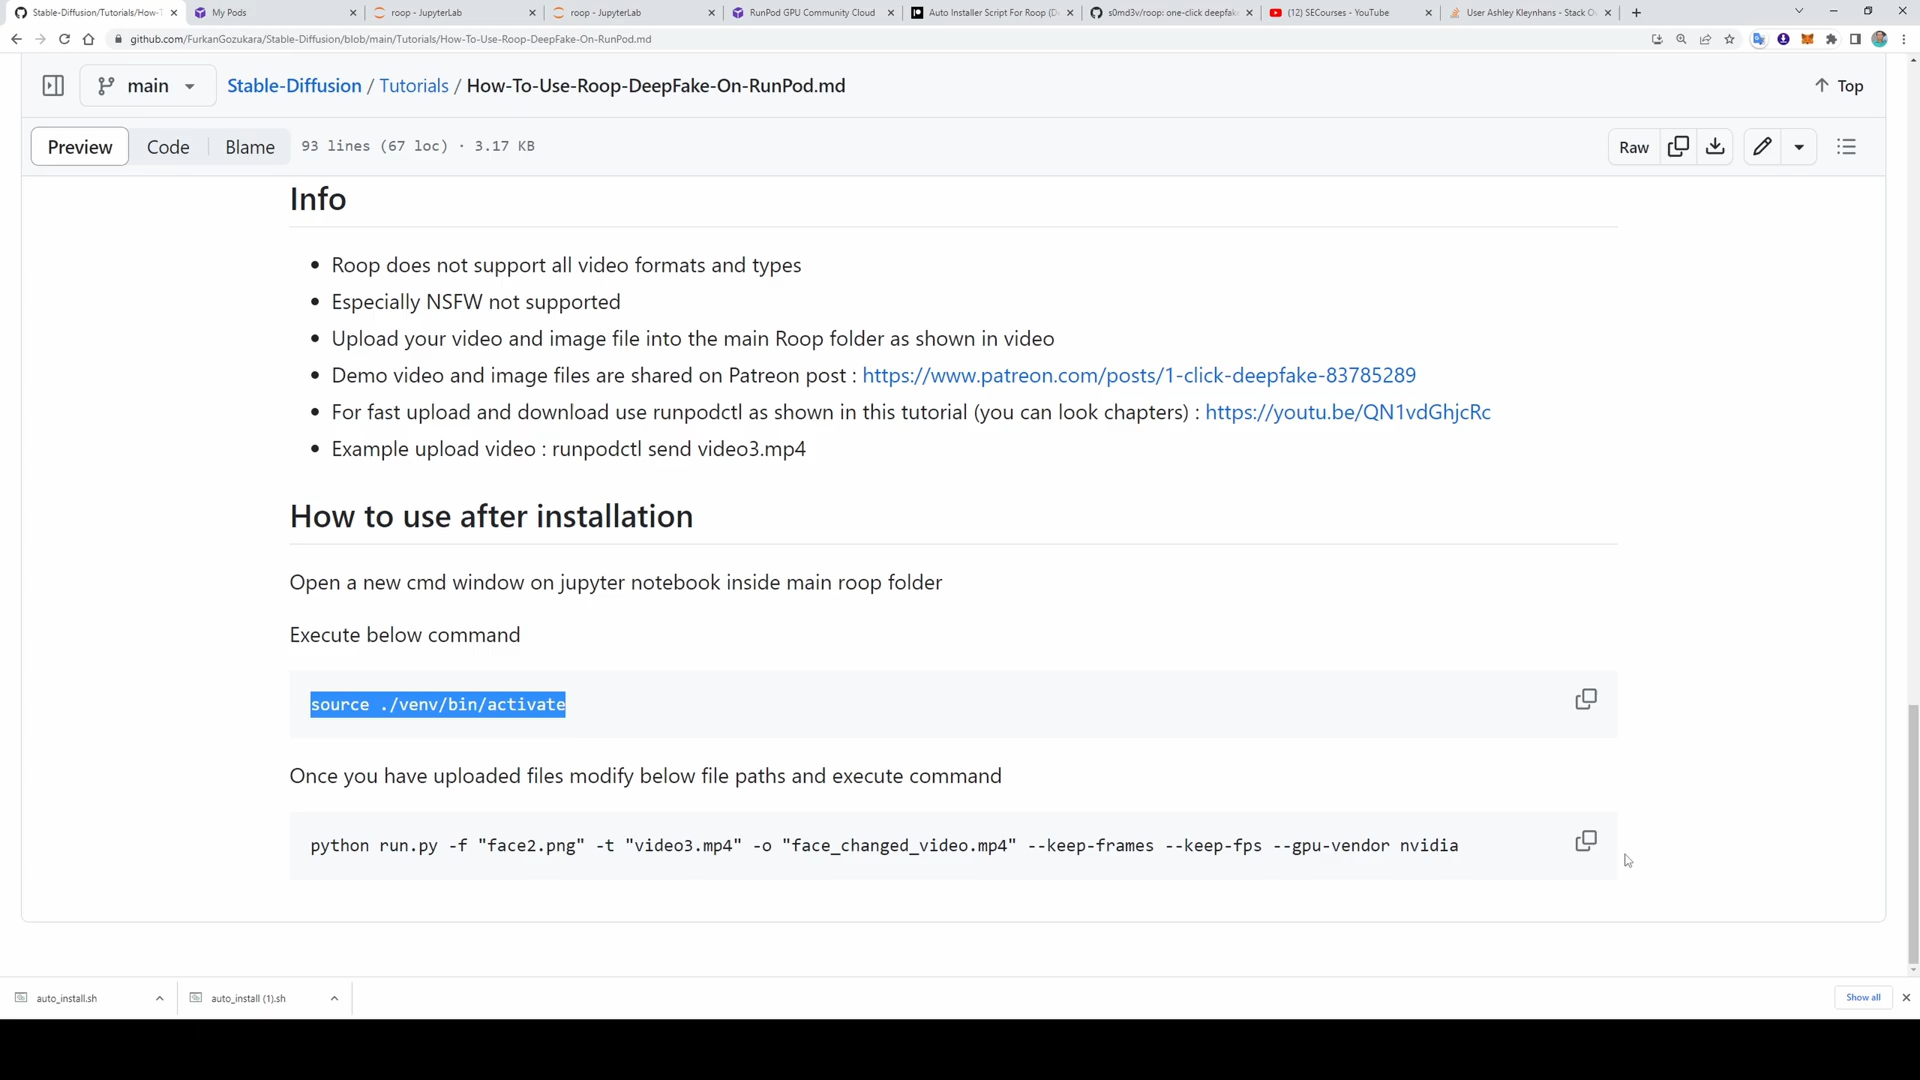 Stable-Diffusion/Tutorials/How-T
My Pods
roop - JupyterLab
roop - JupyterLab
RunPod GPU Community Cloud
Auto Installer Script For Roop (D
s0md3v/roop: one-click deepfake
(12) SECourses - YouTube
User Ashley Kleynhans - Stack O
github.com/FurkanGozukara/Stable-Diffusion/blob/main/Tutorials/How-To-Use-Roop-DeepFake-On-RunPod.md
main
Stable-Diffusion / Tutorials / How-To-Use-Roop-DeepFake-On-RunPod.md
Top
Preview
Code
Blame
93 lines (67 loc) · 3.17 KB
Raw
Info
• Roop does not support all video formats and types
• Especially NSFW not supported
• Upload your video and image file into the main Roop folder as shown in video
• Demo video and image files are shared on Patreon post : https://www.patreon.com/posts/1-click-deepfake-83785289
• For fast upload and download use runpodctl as shown in this tutorial (you can look chapters) : https://youtu.be/QN1vdGhjcRc
• Example upload video : runpodctl send video3.mp4
How to use after installation
Open a new cmd window on jupyter notebook inside main roop folder
Execute below command
source ./venv/bin/activate
Once you have uploaded files modify below file paths and execute command
python run.py -f "face2.png" -t "video3.mp4" -o "face_changed_video.mp4" --keep-frames --keep-fps --gpu-vendor nvidia
auto_install.sh
auto_install (1).sh
Show all